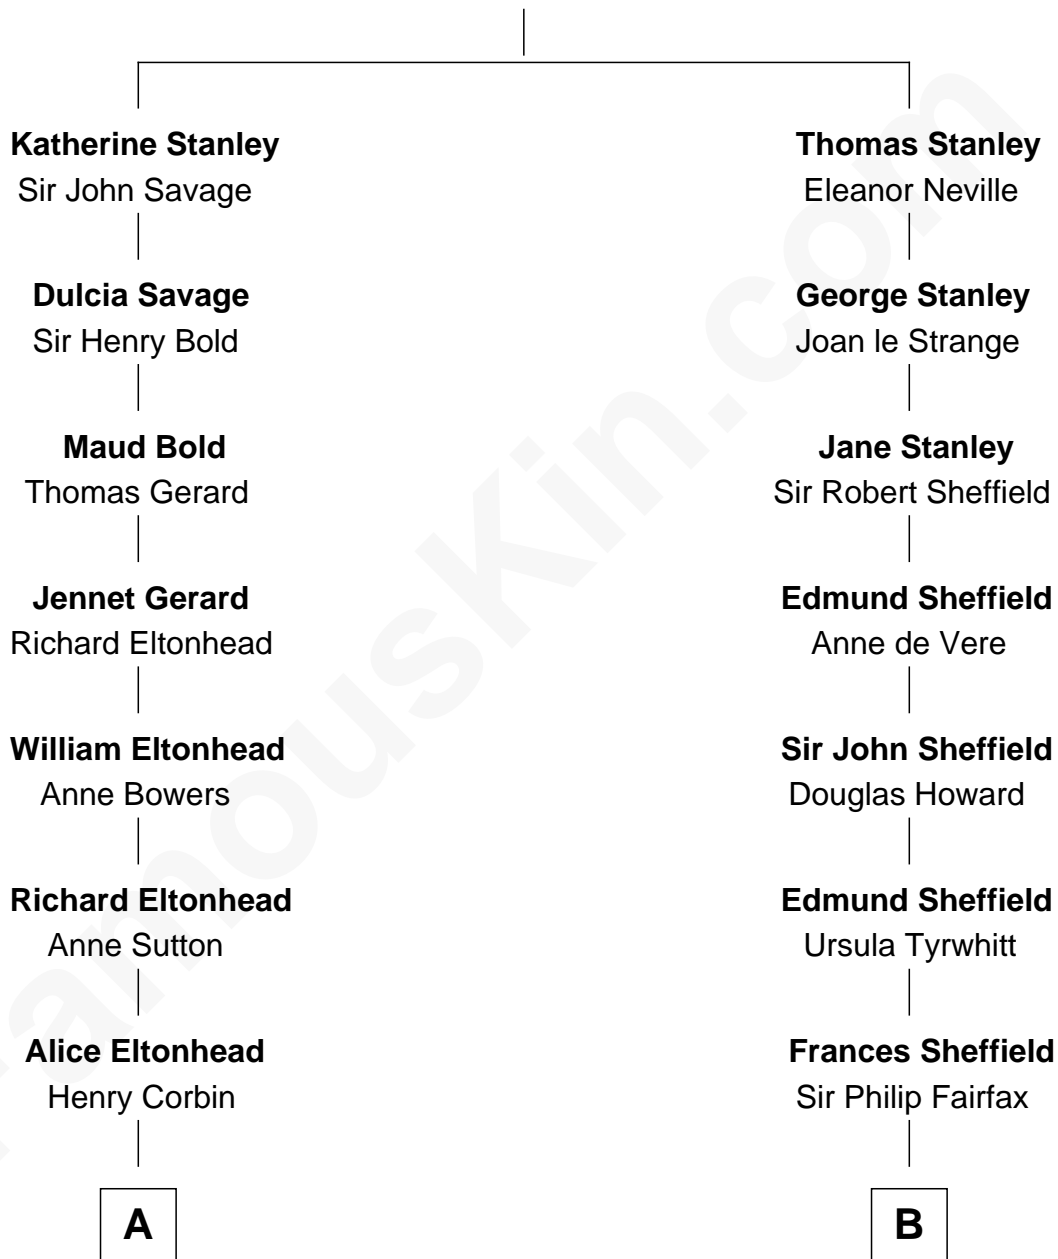 Katherine Stanley
Sir John Savage
Dulcia Savage
Sir Henry Bold
Maud Bold
Thomas Gerard
Jennet Gerard
Richard Eltonhead
William Eltonhead
Anne Bowers
Richard Eltonhead
Anne Sutton
Alice Eltonhead
Henry Corbin
A
Thomas Stanley
Eleanor Neville
George Stanley
Joan le Strange
Jane Stanley
Sir Robert Sheffield
Edmund Sheffield
Anne de Vere
Sir John Sheffield
Douglas Howard
Edmund Sheffield
Ursula Tyrwhitt
Frances Sheffield
Sir Philip Fairfax
B
FamousKin.com